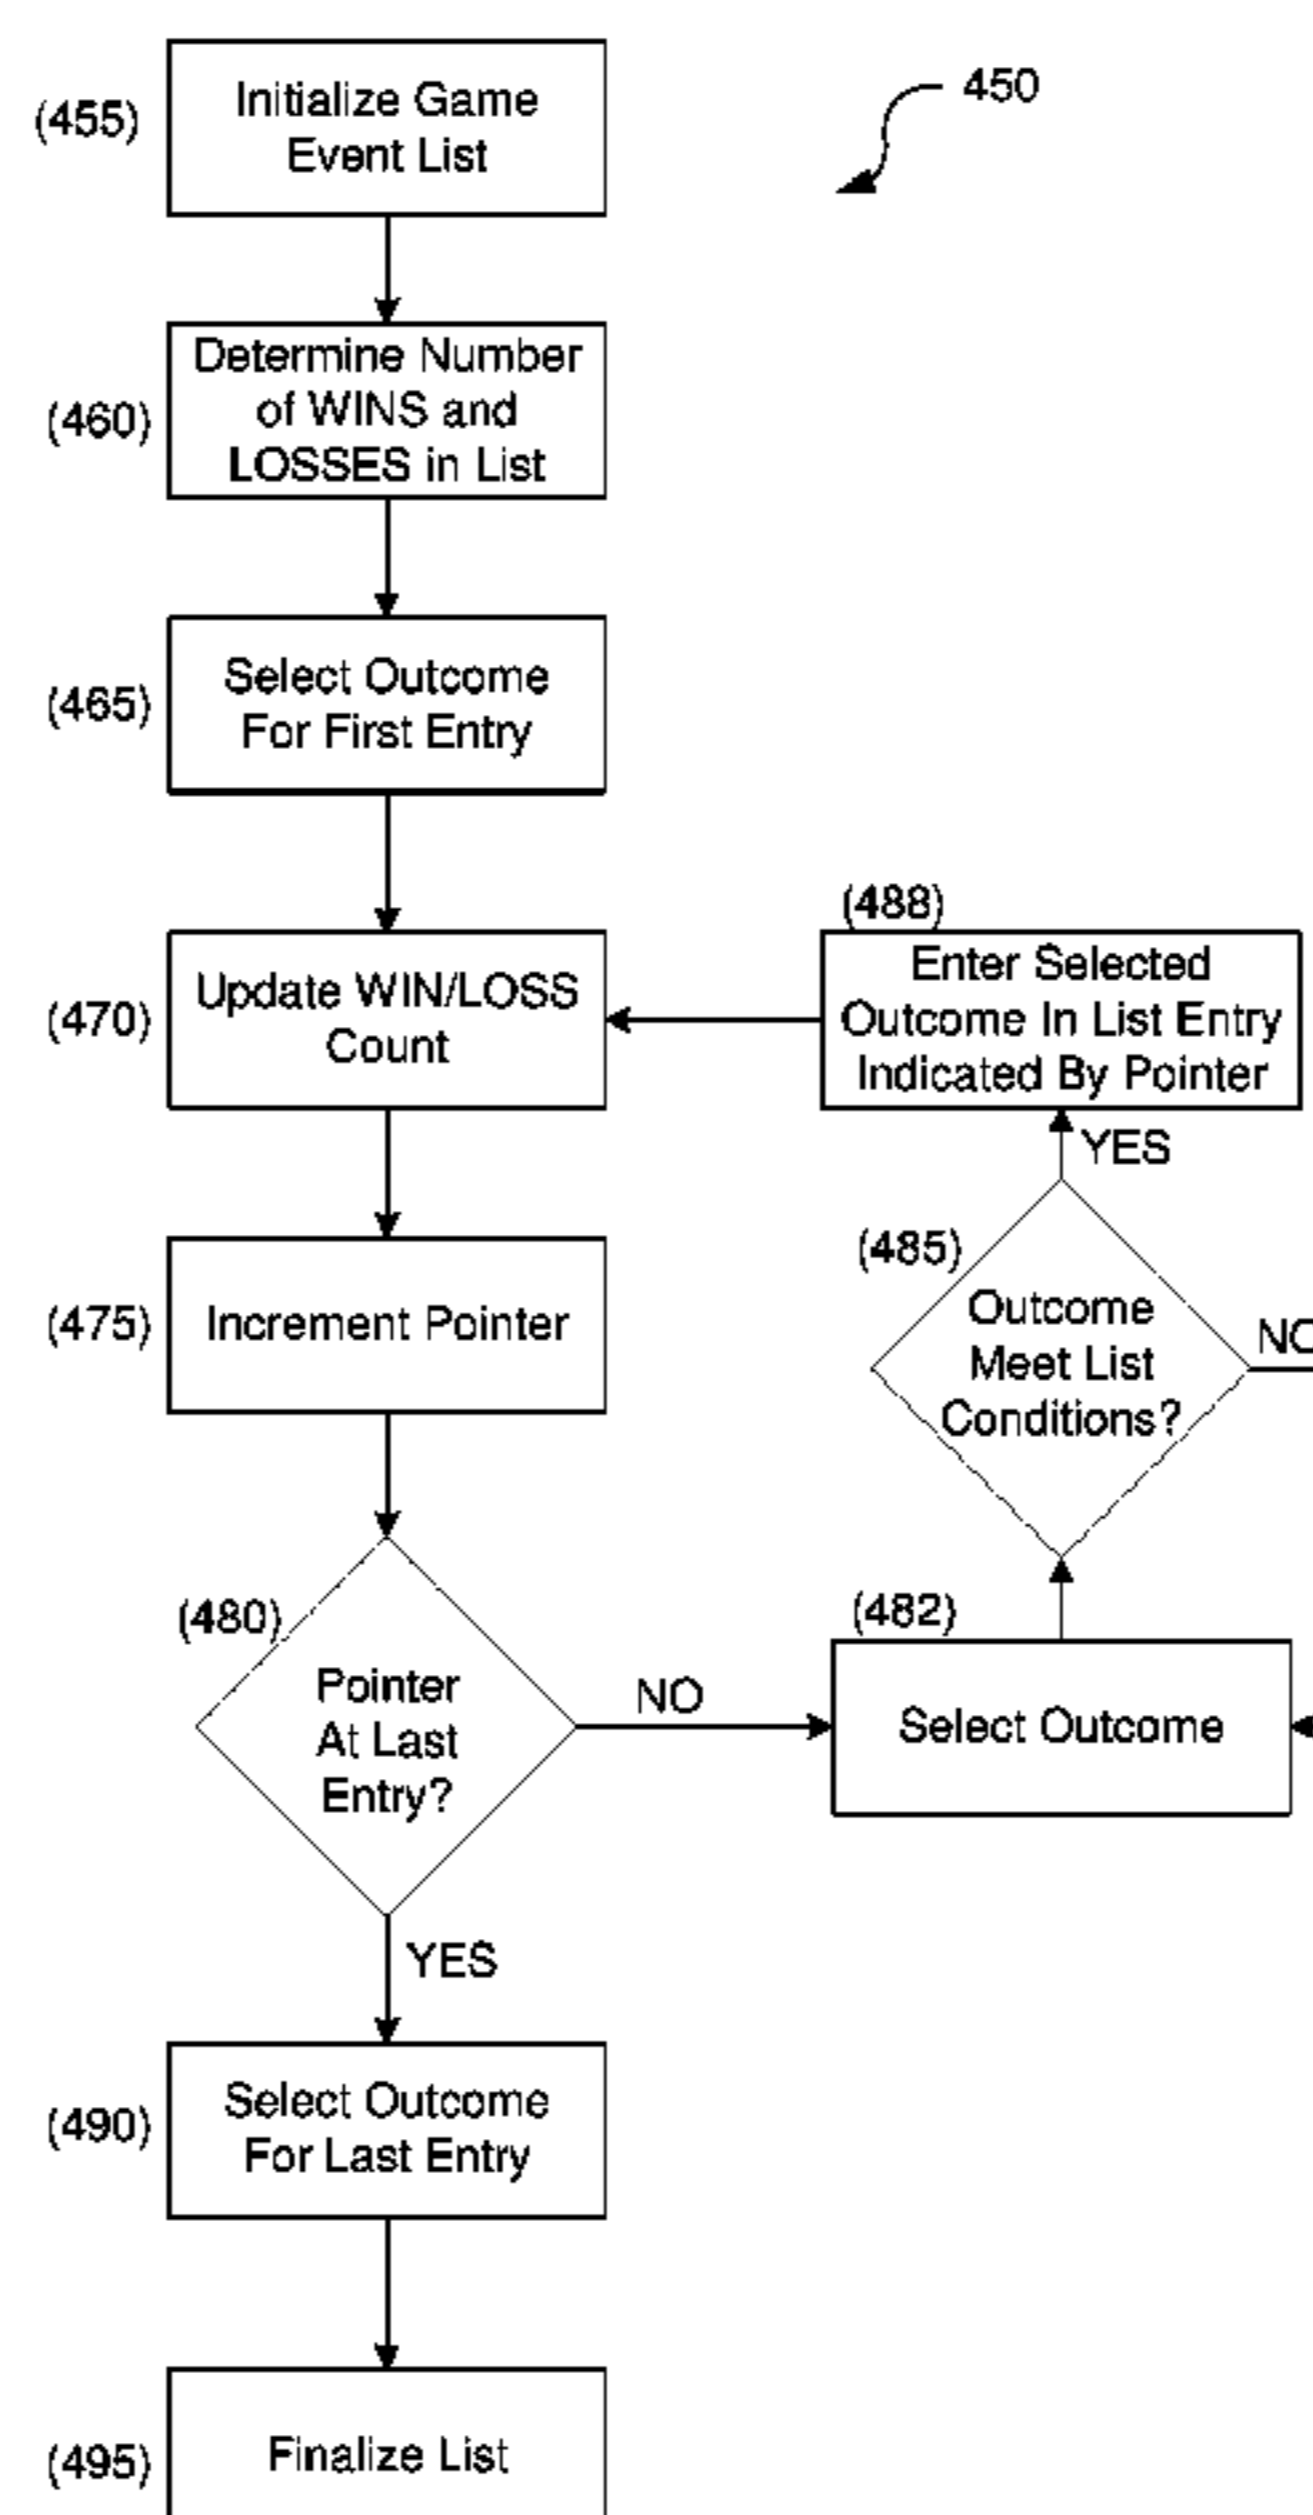 450
(455)
Initialize Game
Event List
(460)
Determine Number
of WINS and
LOSSES in List
(465)
Select Outcome
For First Entry
(470)
Update WIN/LOSS
Count
(488)
Enter Selected
Outcome In List Entry
Indicated By Pointer
YES
(475)
Increment Pointer
(485)
Outcome
Meet List
Conditions?
NO
(480)
Pointer
At Last
Entry?
NO
(482)
Select Outcome
YES
(490)
Select Outcome
For Last Entry
(495)
Finalize List